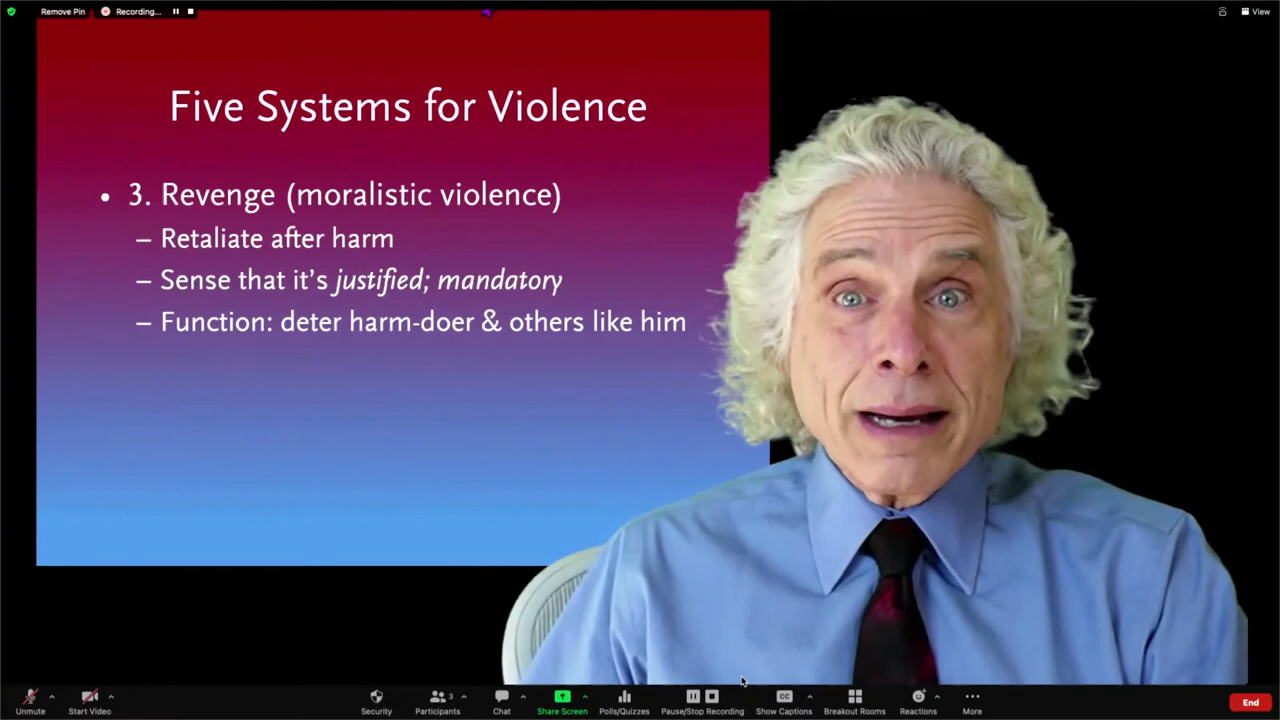 Remove Pin
Recording...
View
Five Systems for Violence
• 3. Revenge (moralistic violence)
– Retaliate after harm
– Sense that it's justified; mandatory
– Function: deter harm-doer & others like him
Unmute
Start Video
Security
3
Participants
Chat
Share Screen
Polls/Quizzes
Pause/Stop Recording
CC
Show Captions
Breakout Rooms
Reactions
More
End